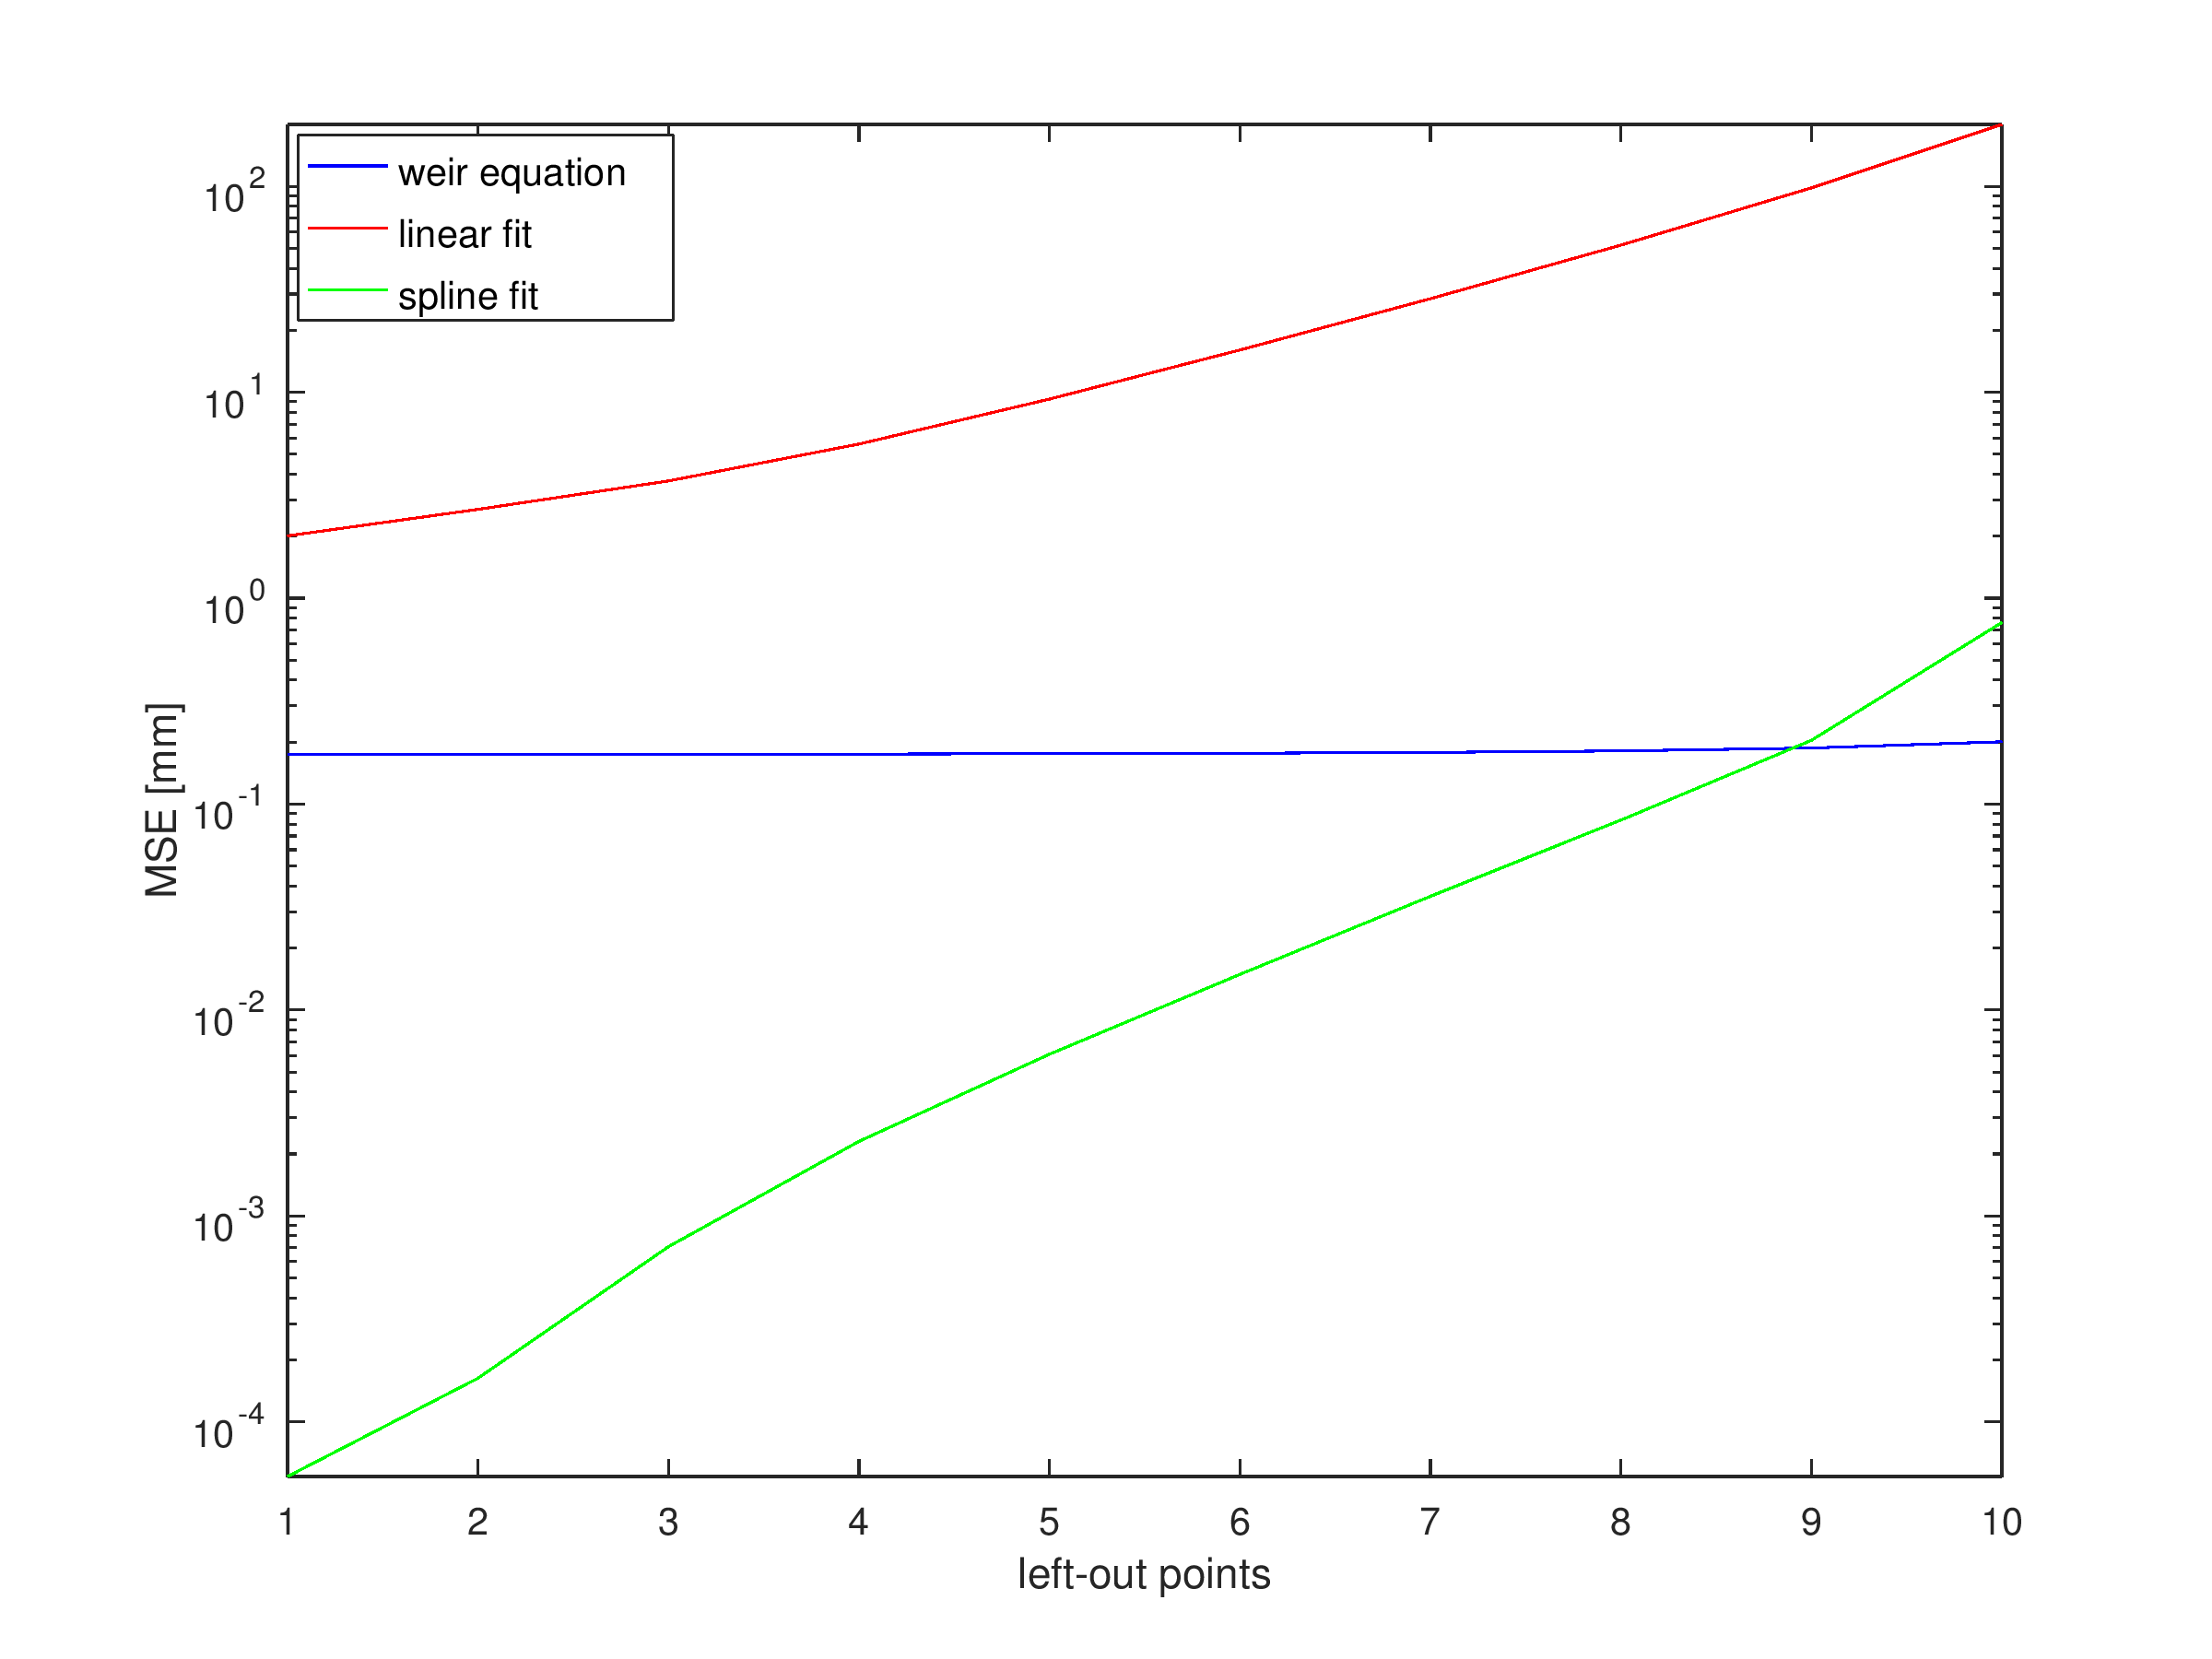 weir equation
linear fit
spline fit
10^2
10^1
10^0
10^-1
10^-2
10^-3
10^-4
MSE [mm]
1 2 3 4 5 6 7 8 9 10
left-out points